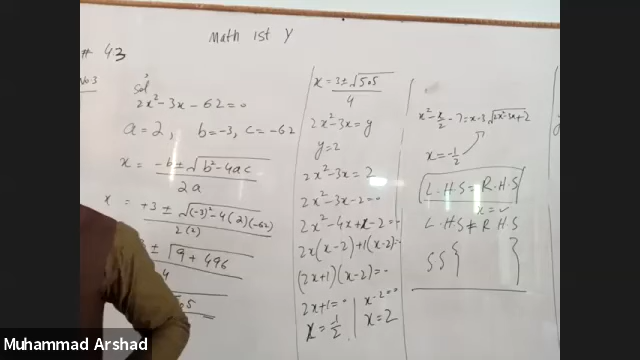 Math 1st Y
# 43
No 3
Sol
2x²-3x-62=0
a=2, b=-3, c=-62
x = -b ± √b²-4ac
2a
x = +3 ± √(-3)²-4(2)(-62)
2(2)
± √9+496
4
x = 3 ± √505
4
2x²-3x=y
y=2
2x²-3x=2
2x²-3x-2=0
2x²-4x+x-2=0
2x(x-2)+1(x-2)=0
(2x+1)(x-2)=0
2x+1=0
x-2=0
x=-1/2
x=2
x=-1/2
L.H.S=R.H.S
L.H.S≠R.H.S
SS{ }
Muhammad Arshad